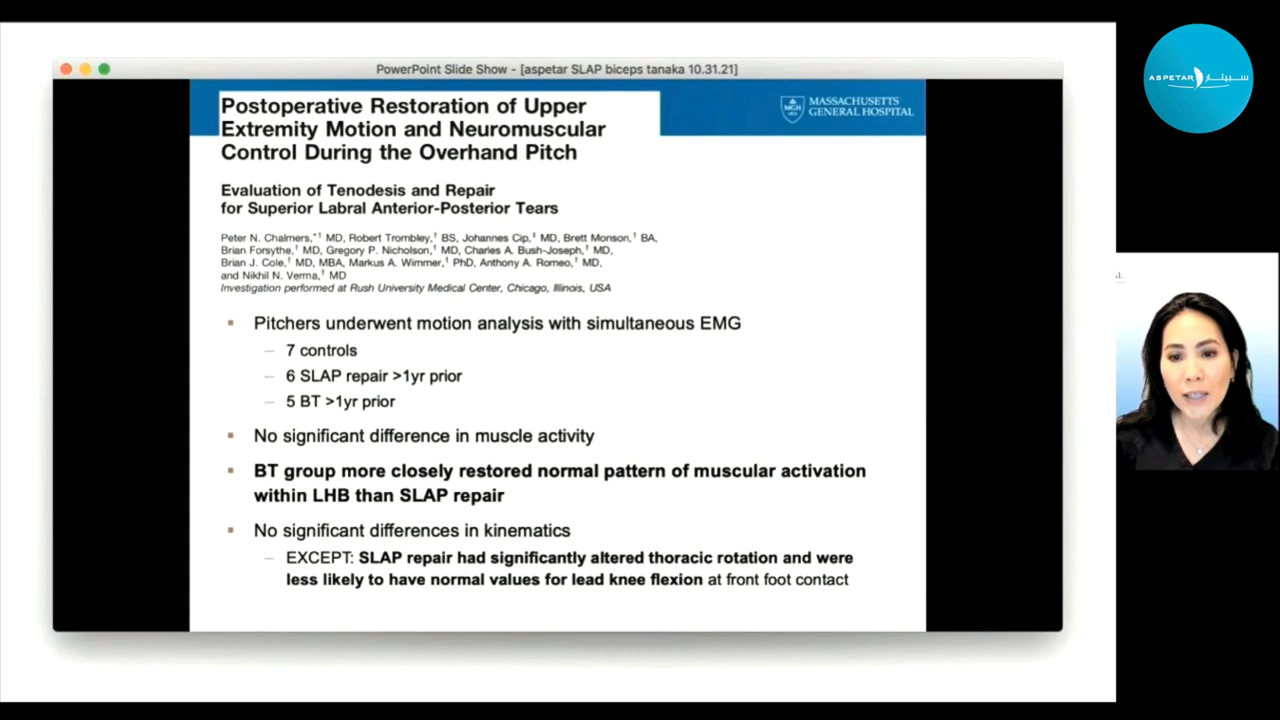 PowerPoint Slide Show - [aspetar SLAP biceps tanaka 10.31.21]
Postoperative Restoration of Upper
Extremity Motion and Neuromuscular
Control During the Overhand Pitch
MGH
1811
MASSACHUSETTS
GENERAL HOSPITAL
Evaluation of Tenodesis and Repair
for Superior Labral Anterior-Posterior Tears
Peter N. Chalmers,*† MD, Robert Trombley,† BS, Johannes Cip,‡ MD, Brett Monson,† BA,
Brian Forsythe,† MD, Gregory P. Nicholson,† MD, Charles A. Bush-Joseph,† MD,
Brian J. Cole,† MD, MBA, Markus A. Wimmer,† PhD, Anthony A. Romeo,† MD,
and Nikhil N. Verma,† MD
Investigation performed at Rush University Medical Center, Chicago, Illinois, USA
▪ Pitchers underwent motion analysis with simultaneous EMG
– 7 controls
– 6 SLAP repair >1yr prior
– 5 BT >1yr prior
▪ No significant difference in muscle activity
▪ BT group more closely restored normal pattern of muscular activation
within LHB than SLAP repair
▪ No significant differences in kinematics
– EXCEPT: SLAP repair had significantly altered thoracic rotation and were
less likely to have normal values for lead knee flexion at front foot contact
ASPETAR سبيتار
AL